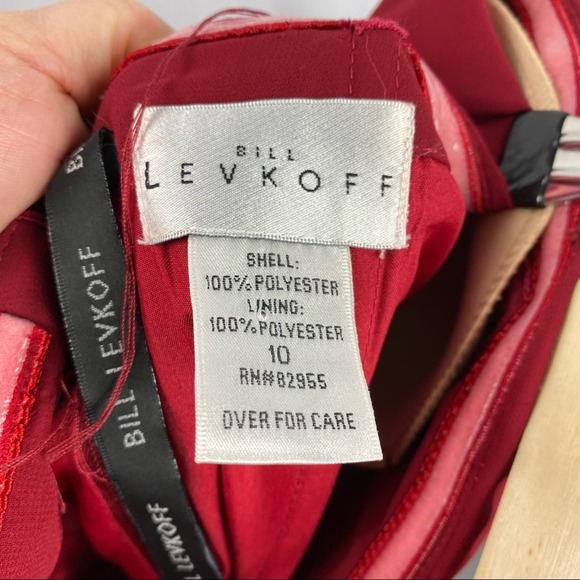 BILL
LEVKOFF
SHELL:
100% POLYESTER
LINING:
100% POLYESTER
10
RN#82955
OVER FOR CARE
BILL LEVKOFF
BILL LEVKOFF